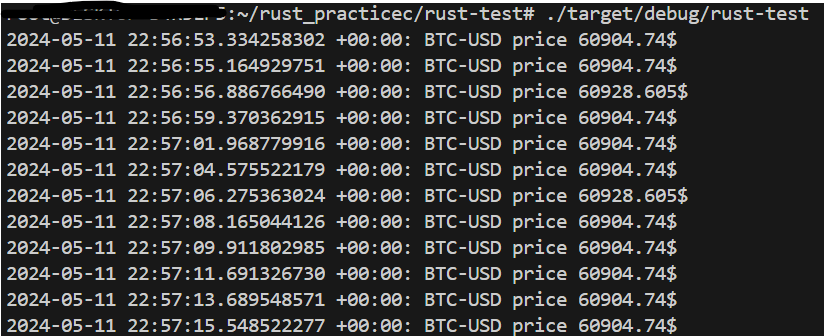 :~/rust_practicec/rust-test# ./target/debug/rust-test
2024-05-11 22:56:53.334258302 +00:00: BTC-USD price 60904.74$
2024-05-11 22:56:55.164929751 +00:00: BTC-USD price 60904.74$
2024-05-11 22:56:56.886766490 +00:00: BTC-USD price 60928.605$
2024-05-11 22:56:59.370362915 +00:00: BTC-USD price 60904.74$
2024-05-11 22:57:01.968779916 +00:00: BTC-USD price 60904.74$
2024-05-11 22:57:04.575522179 +00:00: BTC-USD price 60904.74$
2024-05-11 22:57:06.275363024 +00:00: BTC-USD price 60928.605$
2024-05-11 22:57:08.165044126 +00:00: BTC-USD price 60904.74$
2024-05-11 22:57:09.911802985 +00:00: BTC-USD price 60904.74$
2024-05-11 22:57:11.691326730 +00:00: BTC-USD price 60904.74$
2024-05-11 22:57:13.689548571 +00:00: BTC-USD price 60904.74$
2024-05-11 22:57:15.548522277 +00:00: BTC-USD price 60904.74$